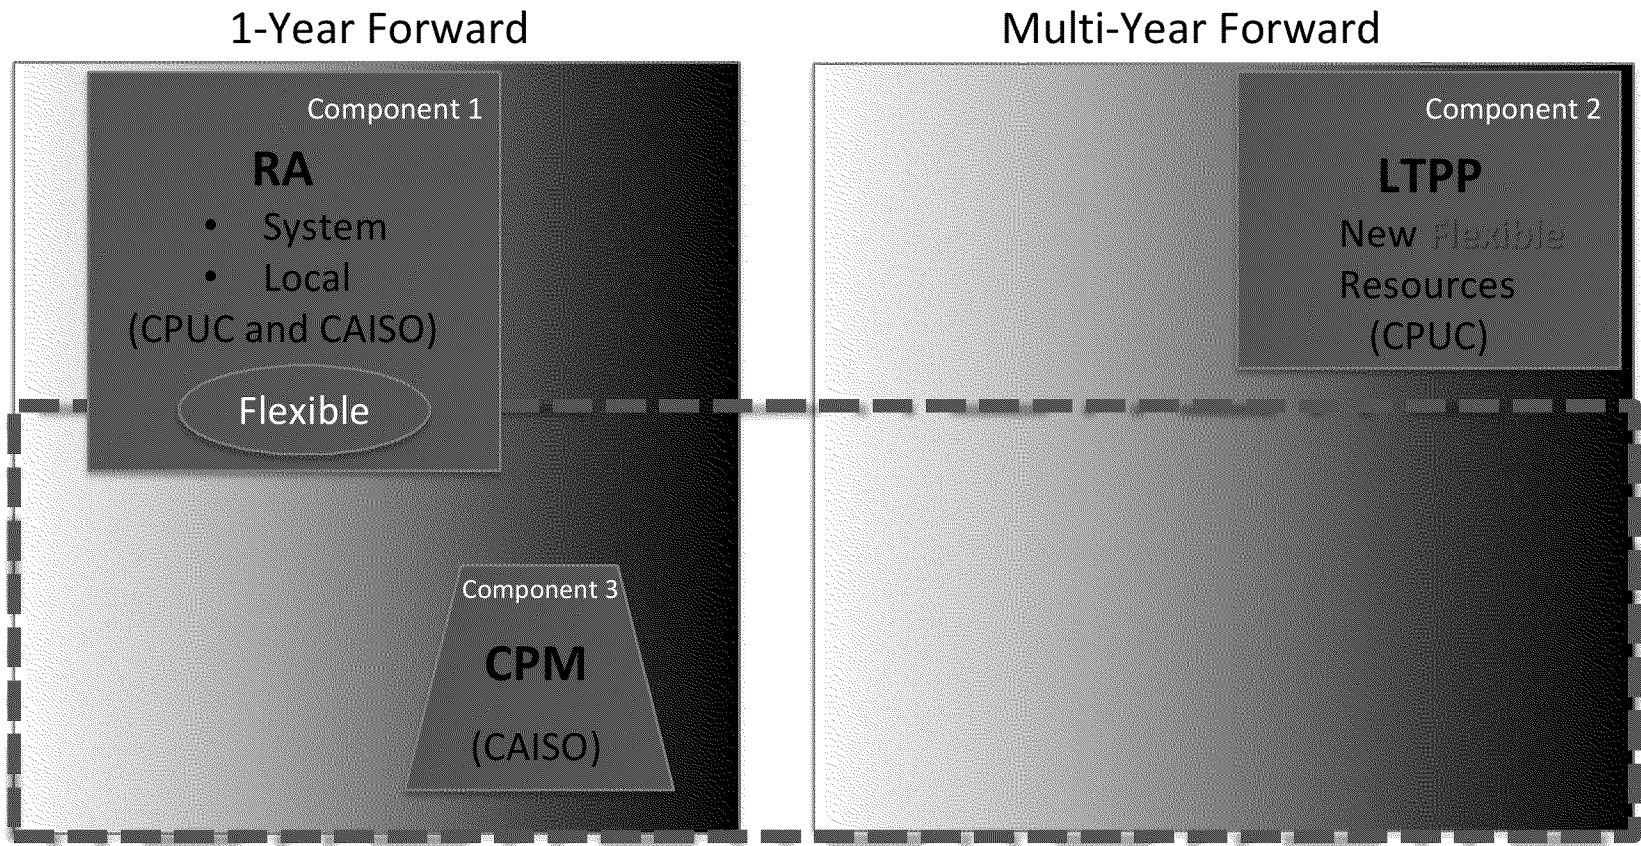 1-Year Forward
Multi-Year Forward
Component 1
RA
• System
• Local
(CPUC and CAISO)
Flexible
Component 2
LTPP
New Flexible
Resources
(CPUC)
Component 3
CPM
(CAISO)